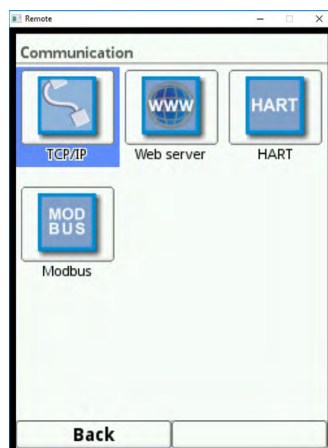 Remote
Communication
WWW
HART
TCP/IP
Web server
HART
MOD
BUS
Modbus
Back